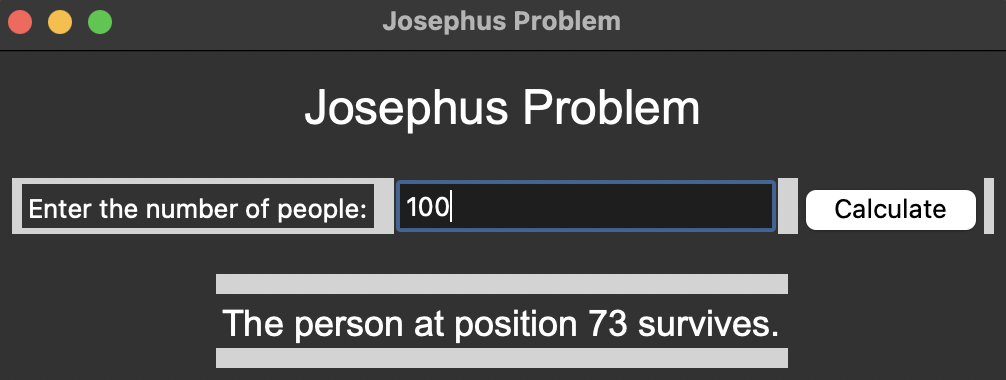 Josephus Problem
Josephus Problem
Enter the number of people: 100 Calculate
The person at position 73 survives.